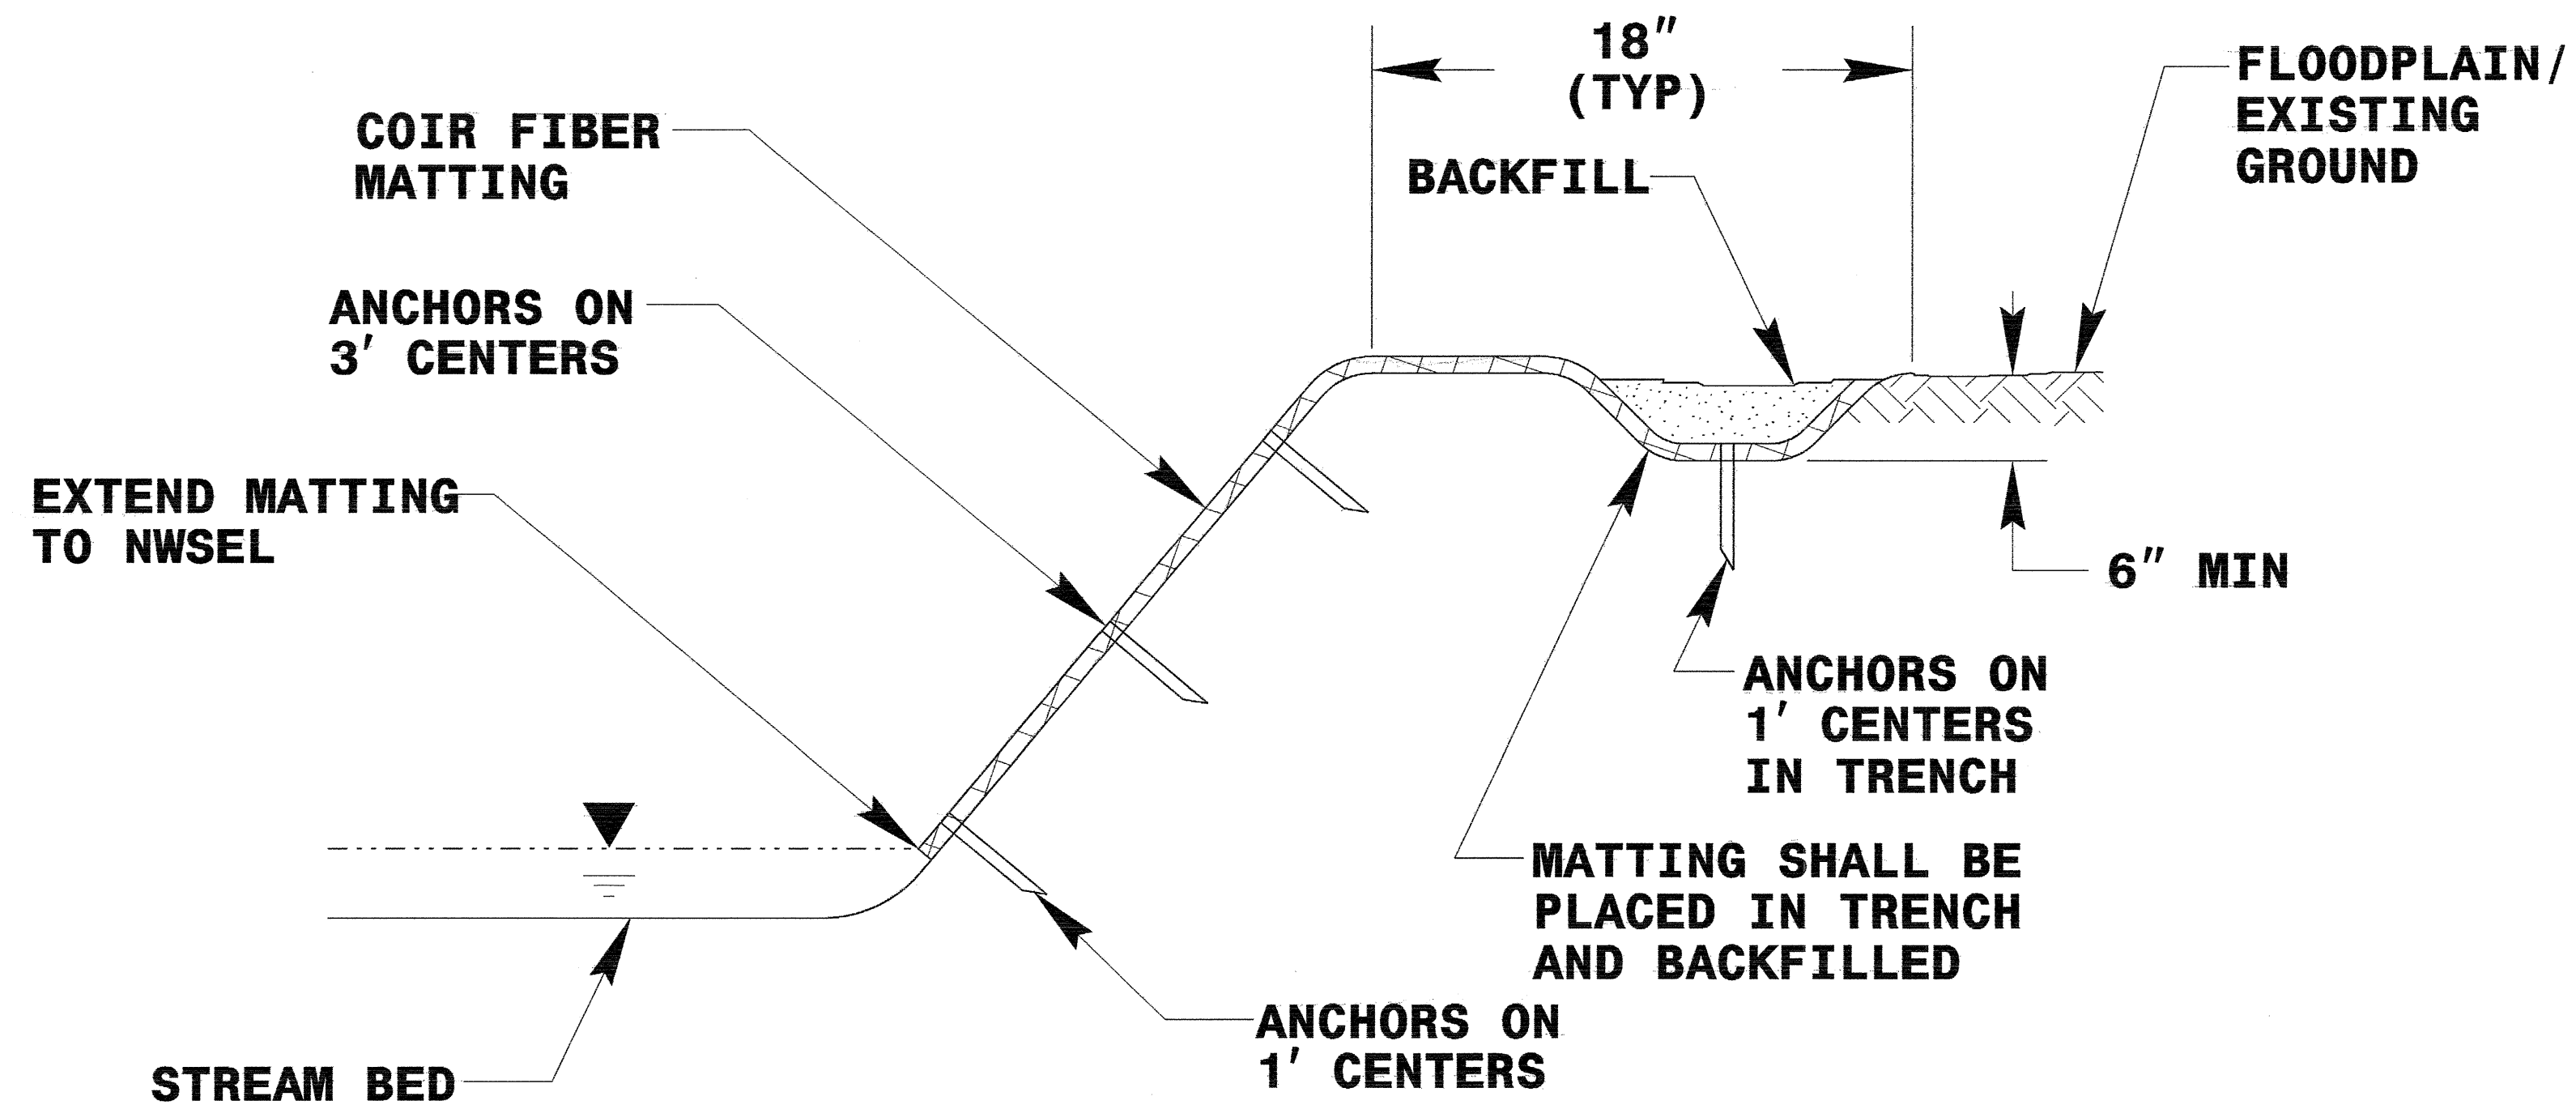 18"
(TYP)
FLOODPLAIN/
EXISTING
GROUND
COIR FIBER
MATTING
BACKFILL
ANCHORS ON
3' CENTERS
EXTEND MATTING
TO NWSEL
6" MIN
ANCHORS ON
1' CENTERS
IN TRENCH
MATTING SHALL BE
PLACED IN TRENCH
AND BACKFILLED
ANCHORS ON
1' CENTERS
STREAM BED